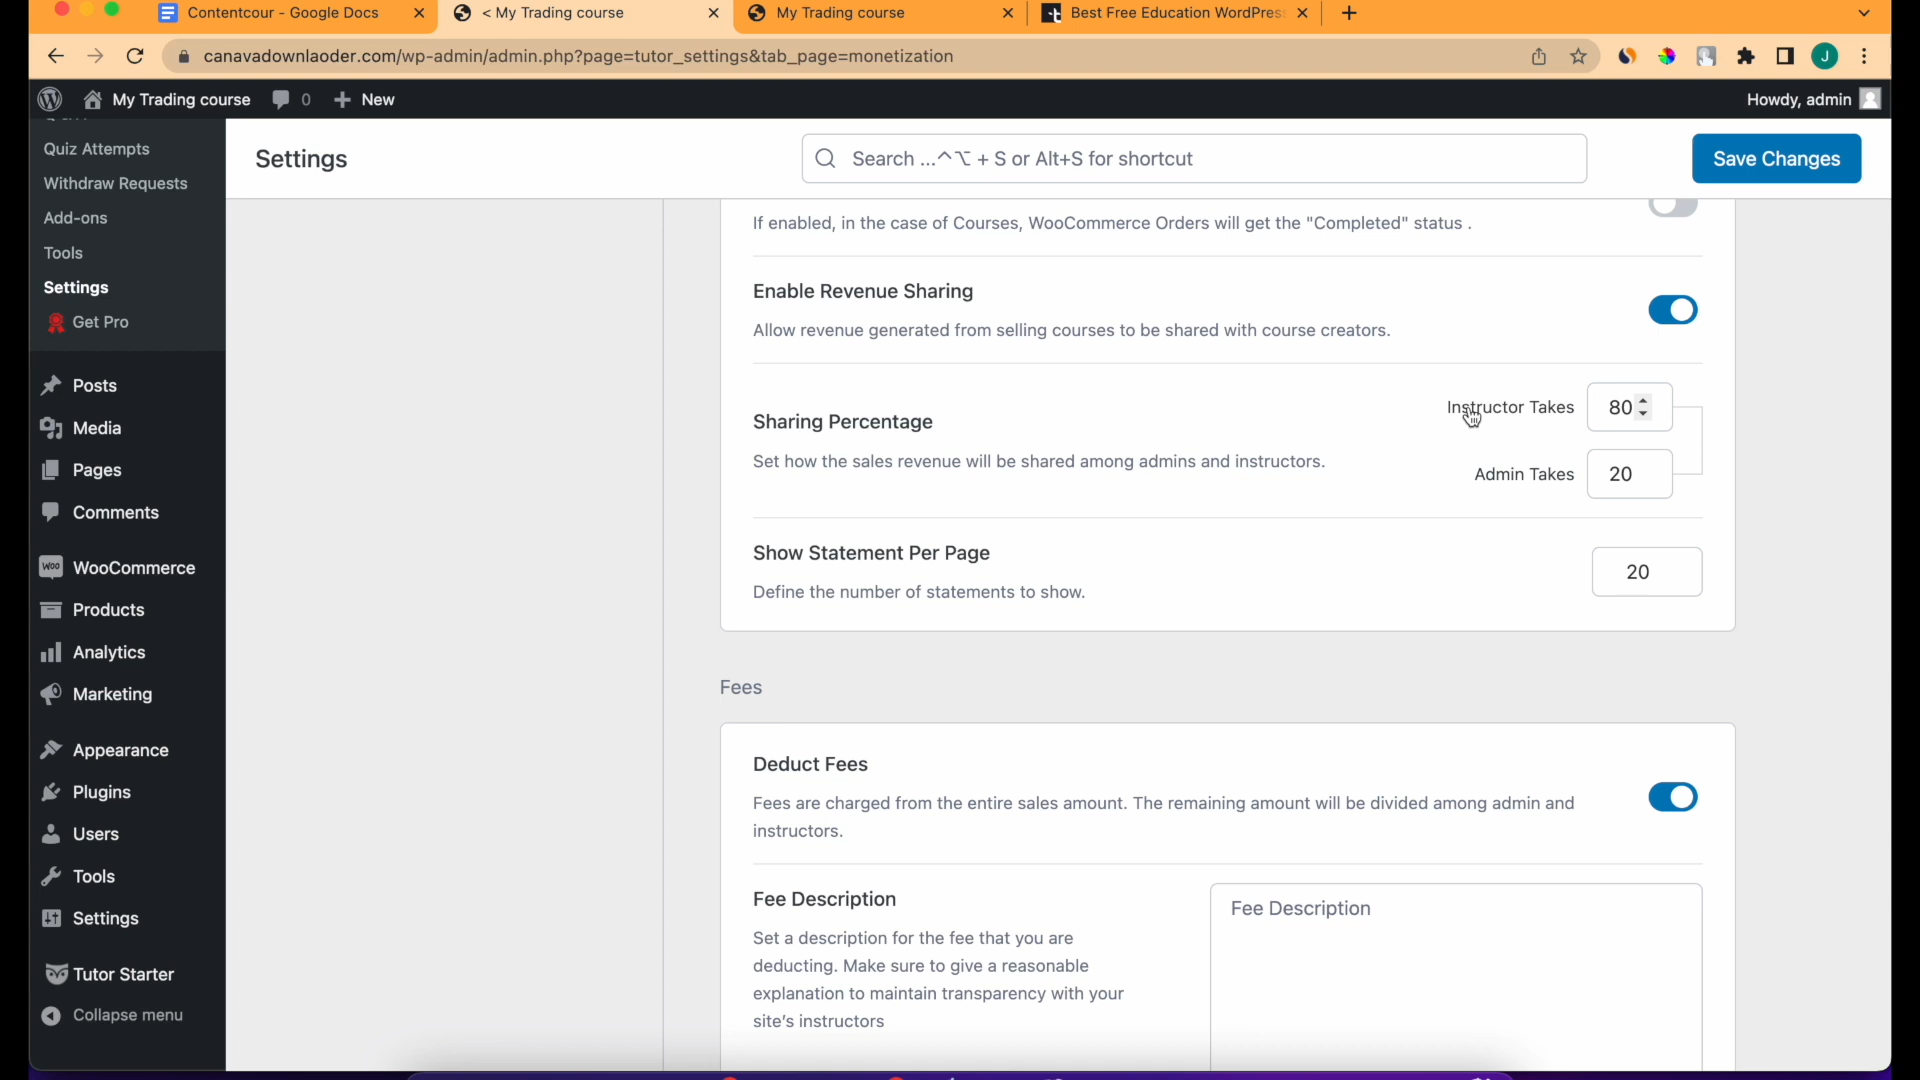 Contentcour - Google Docs
< My Trading course
My Trading course
Best Free Education WordPres
canavadownlaoder.com/wp-admin/admin.php?page=tutor_settings&tab_page=monetization
J
My Trading course
0
New
Howdy, admin
Quiz Attempts
Withdraw Requests
Add-ons
Tools
Settings
Get Pro
Posts
Media
Pages
Comments
WooCommerce
Products
Analytics
Marketing
Appearance
Plugins
Users
Tools
Settings
Tutor Starter
Collapse menu
Settings
Search ...^⌥ + S or Alt+S for shortcut
Save Changes
If enabled, in the case of Courses, WooCommerce Orders will get the "Completed" status .
Enable Revenue Sharing
Allow revenue generated from selling courses to be shared with course creators.
Sharing Percentage
Set how the sales revenue will be shared among admins and instructors.
Instructor Takes 80
Admin Takes 20
Show Statement Per Page
Define the number of statements to show.
20
Fees
Deduct Fees
Fees are charged from the entire sales amount. The remaining amount will be divided among admin and
instructors.
Fee Description
Set a description for the fee that you are
deducting. Make sure to give a reasonable
explanation to maintain transparency with your
site's instructors
Fee Description